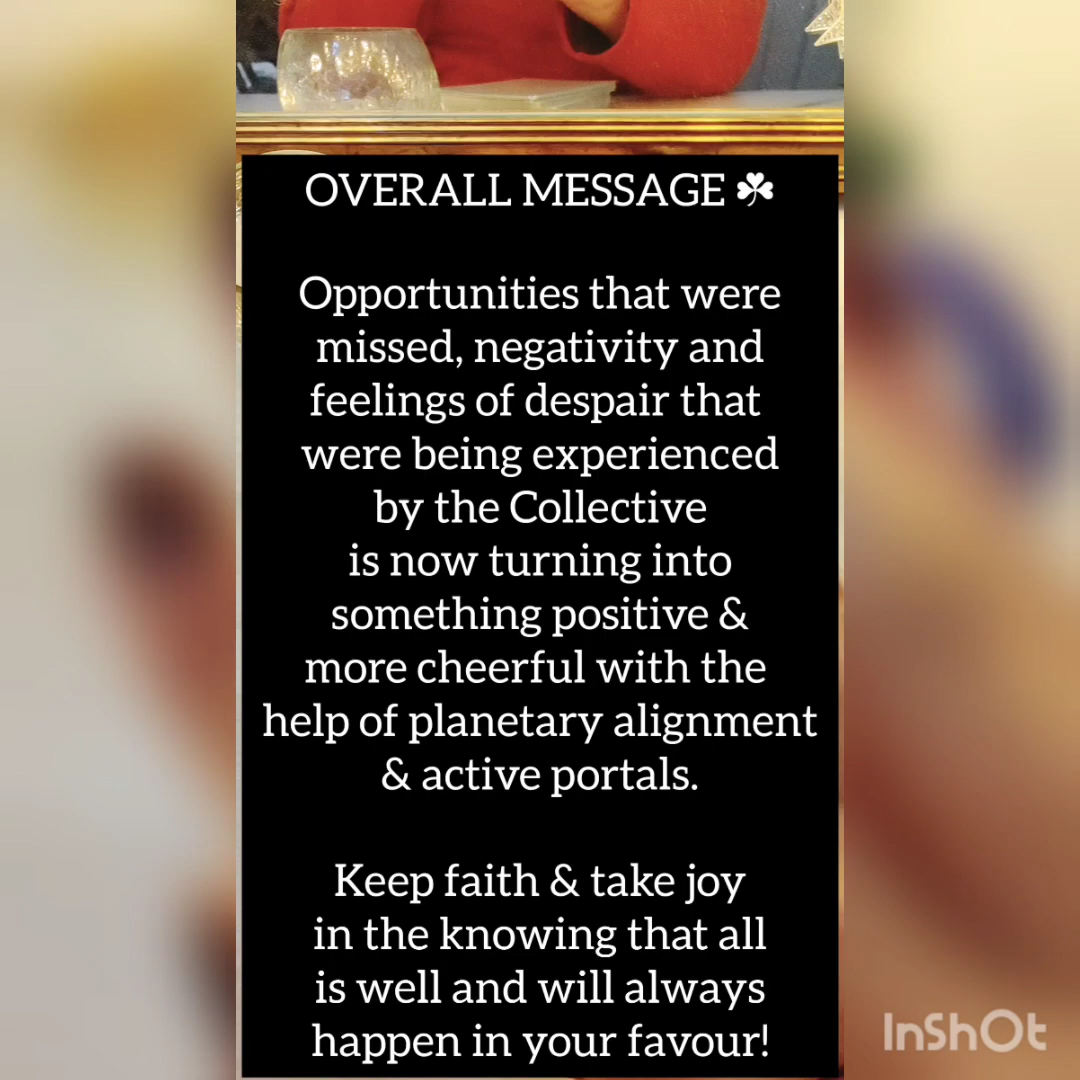 OVERALL MESSAGE ☘
Opportunities that were
missed, negativity and
feelings of despair that
were being experienced
by the Collective
is now turning into
something positive &
more cheerful with the
help of planetary alignment
& active portals.
Keep faith & take joy
in the knowing that all
is well and will always
happen in your favour!
InShOt